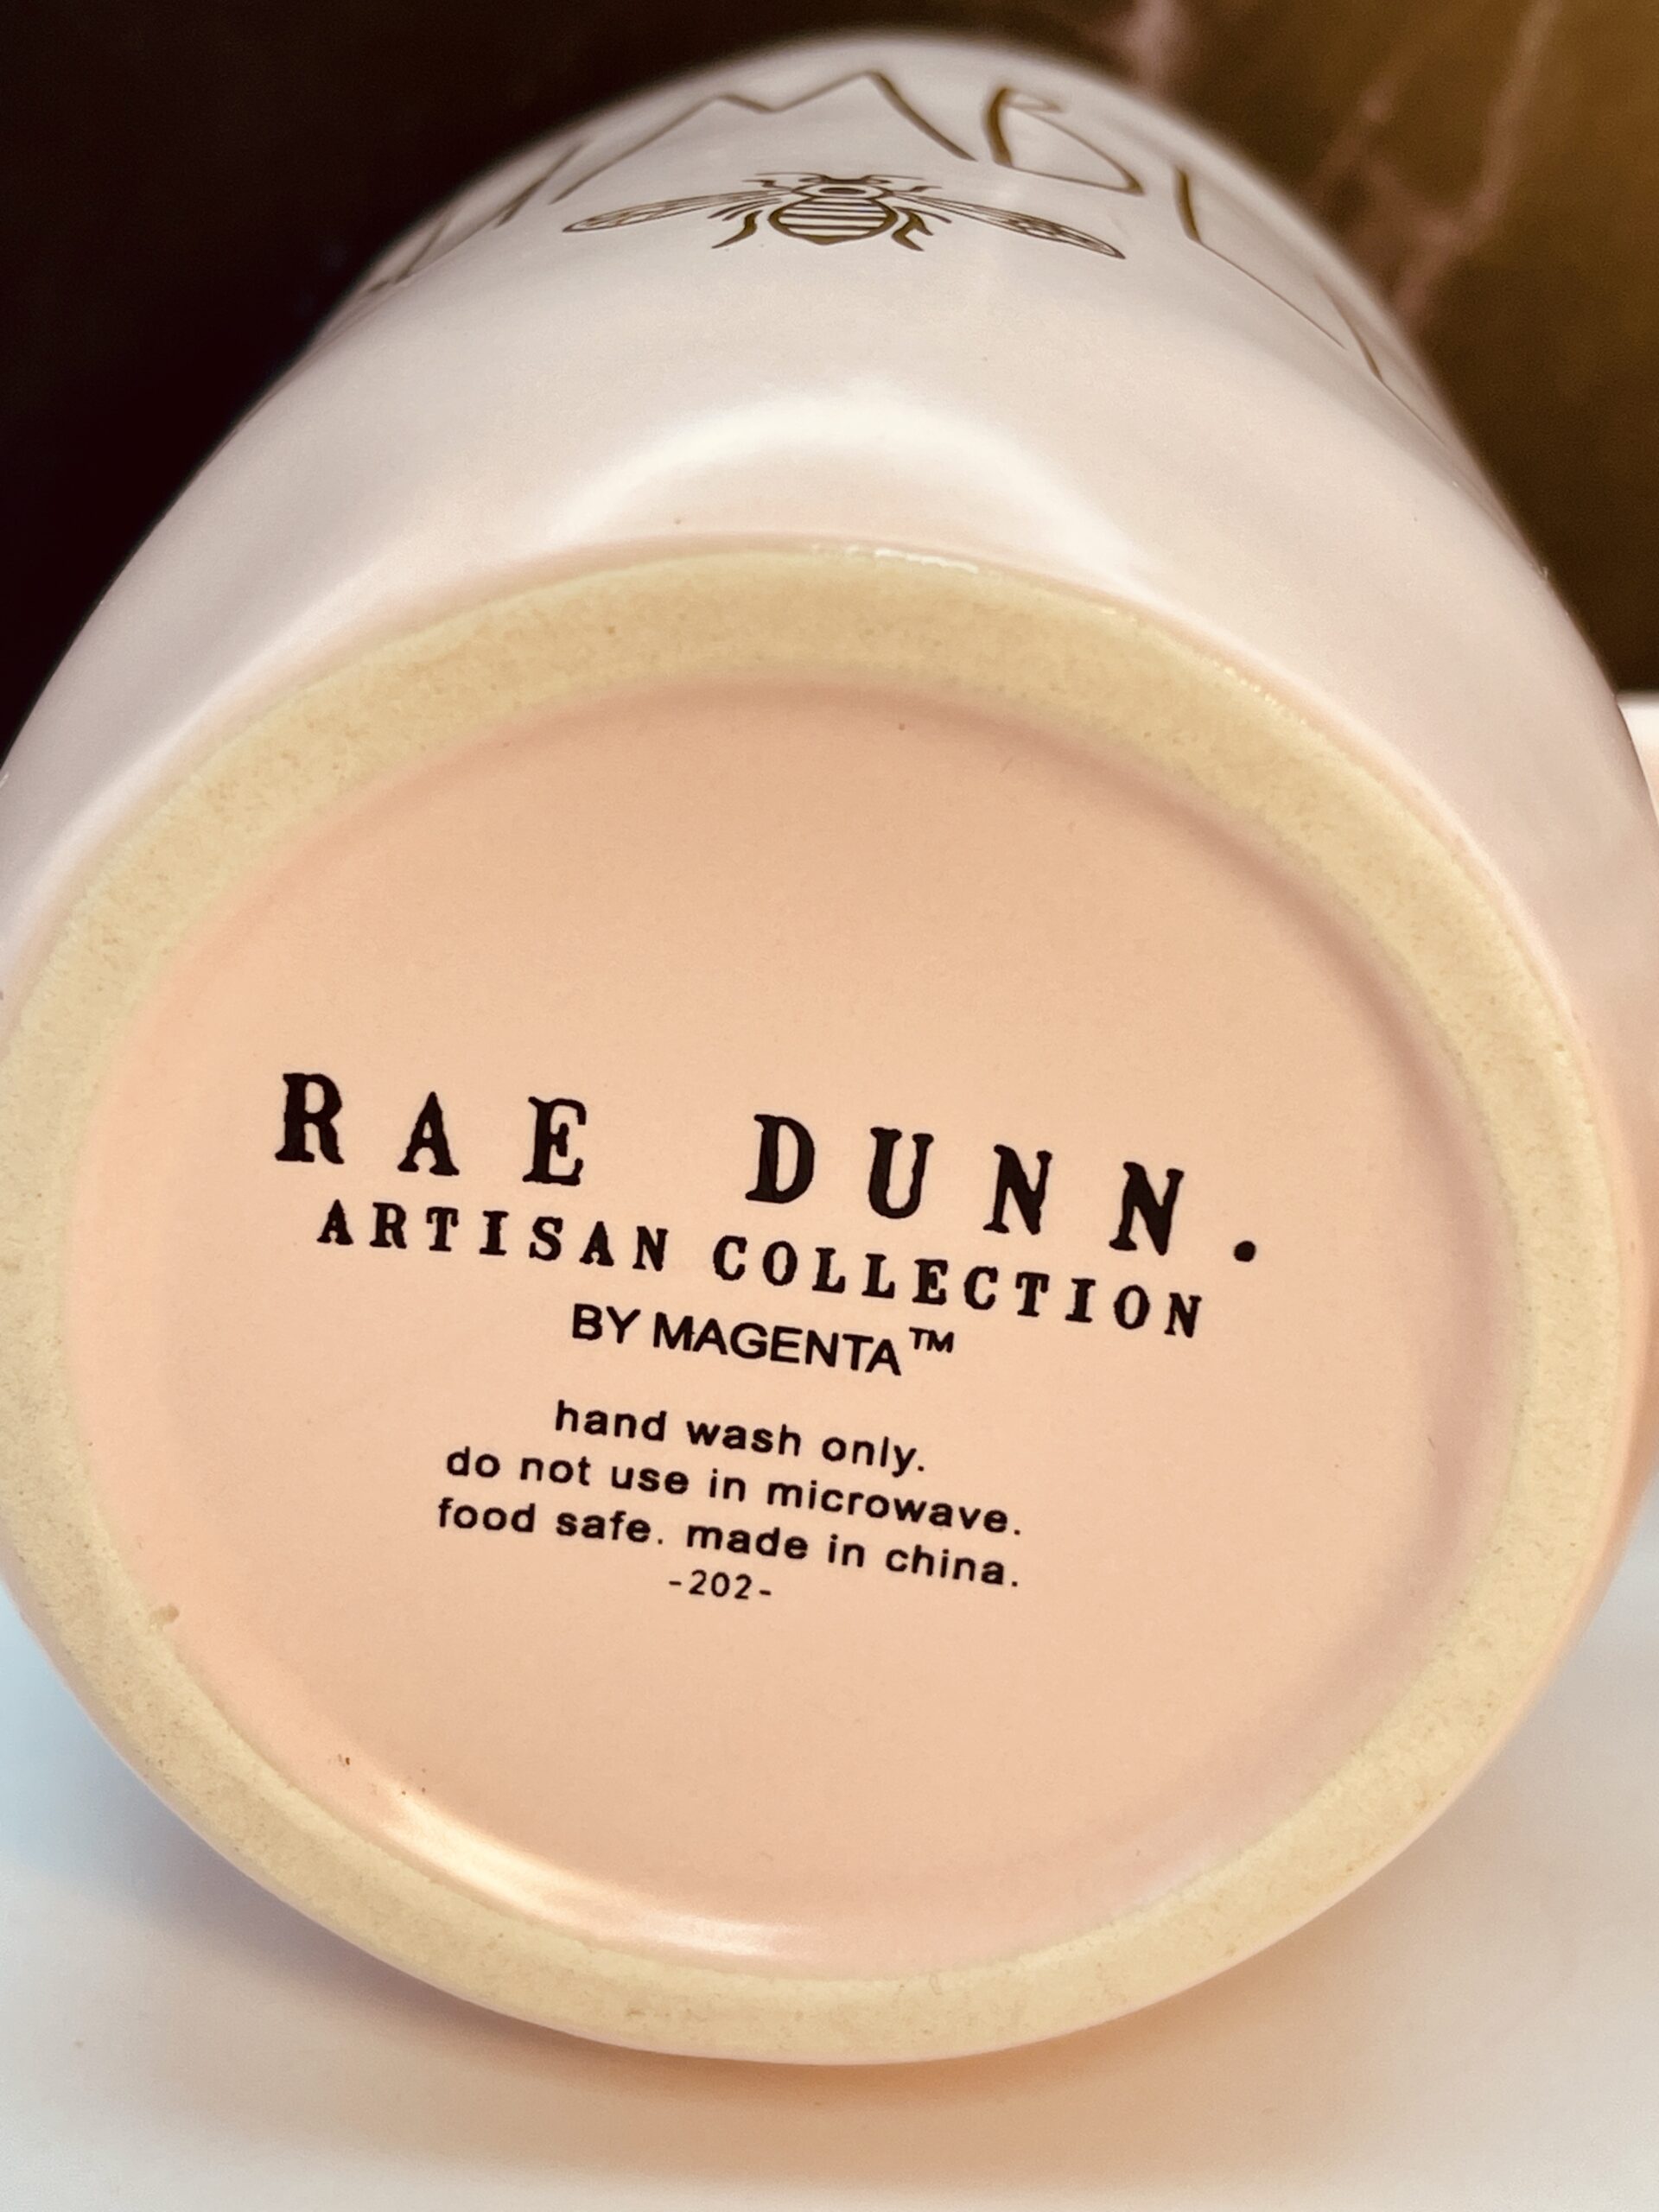 RAE DUNN.
ARTISAN COLLECTION
BY MAGENTA™
hand wash only.
do not use in microwave.
food safe. made in china.
-202-